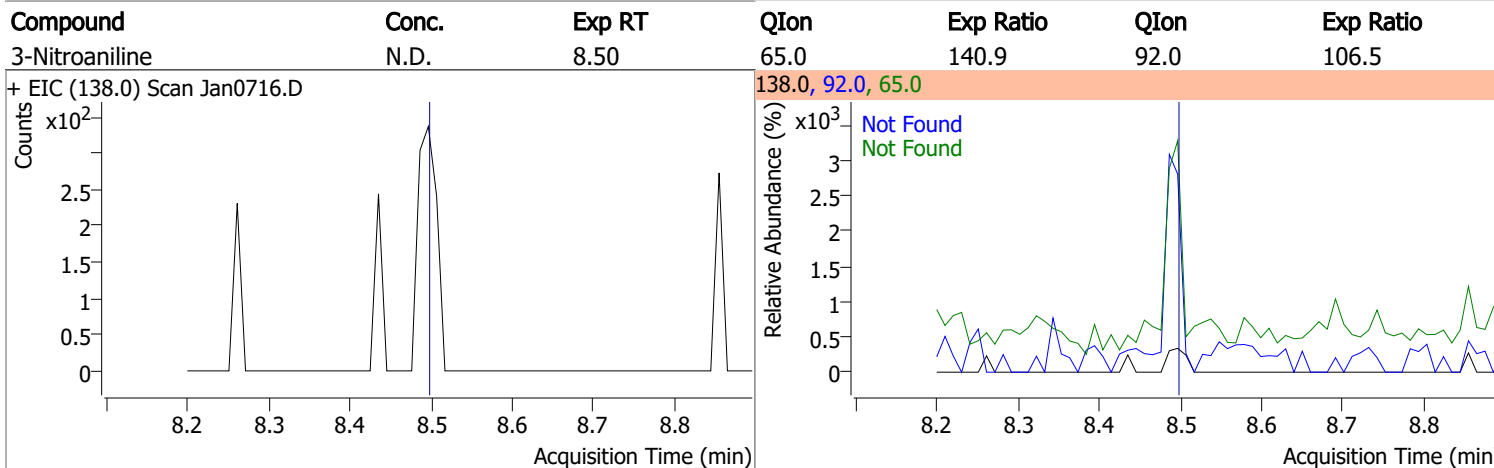 Compound Conc. Exp RT QIon Exp Ratio QIon Exp Ratio
3-Nitroaniline N.D. 8.50 65.0 140.9 92.0 106.5
+ EIC (138.0) Scan Jan0716.D
Counts
x10²
2.5
2
1.5
1
0.5
0
8.2 8.3 8.4 8.5 8.6 8.7 8.8
Acquisition Time (min)
138.0, 92.0, 65.0
Relative Abundance (%)
x10³
Not Found
Not Found
3
2.5
2
1.5
1
0.5
0
8.2 8.3 8.4 8.5 8.6 8.7 8.8
Acquisition Time (min